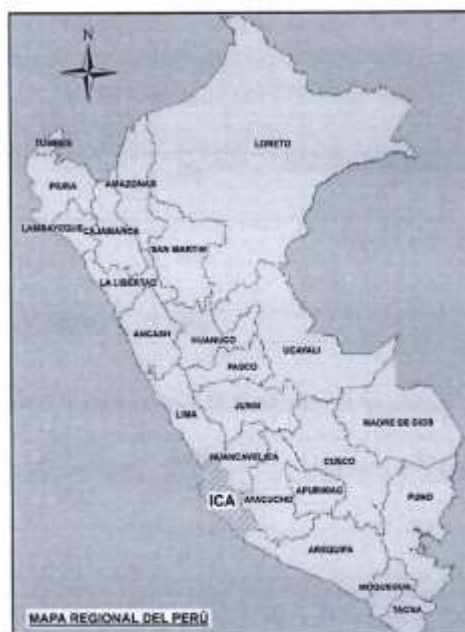 N
TUMBES
LORETO
PIURA
AMAZONAS
LAMBAYEQUE
CAJAMARCA
SAN MARTIN
LA LIBERTAD
ANCASH
HUANUCO
UCAYALI
PASCO
LIMA
JUNIN
MADRE DE DIOS
HUANCAVELICA
CUSCO
ICA
AYACUCHO
APURIMAC
PUNO
AREQUIPA
MOQUEGUA
TACNA
MAPA REGIONAL DEL PERÚ